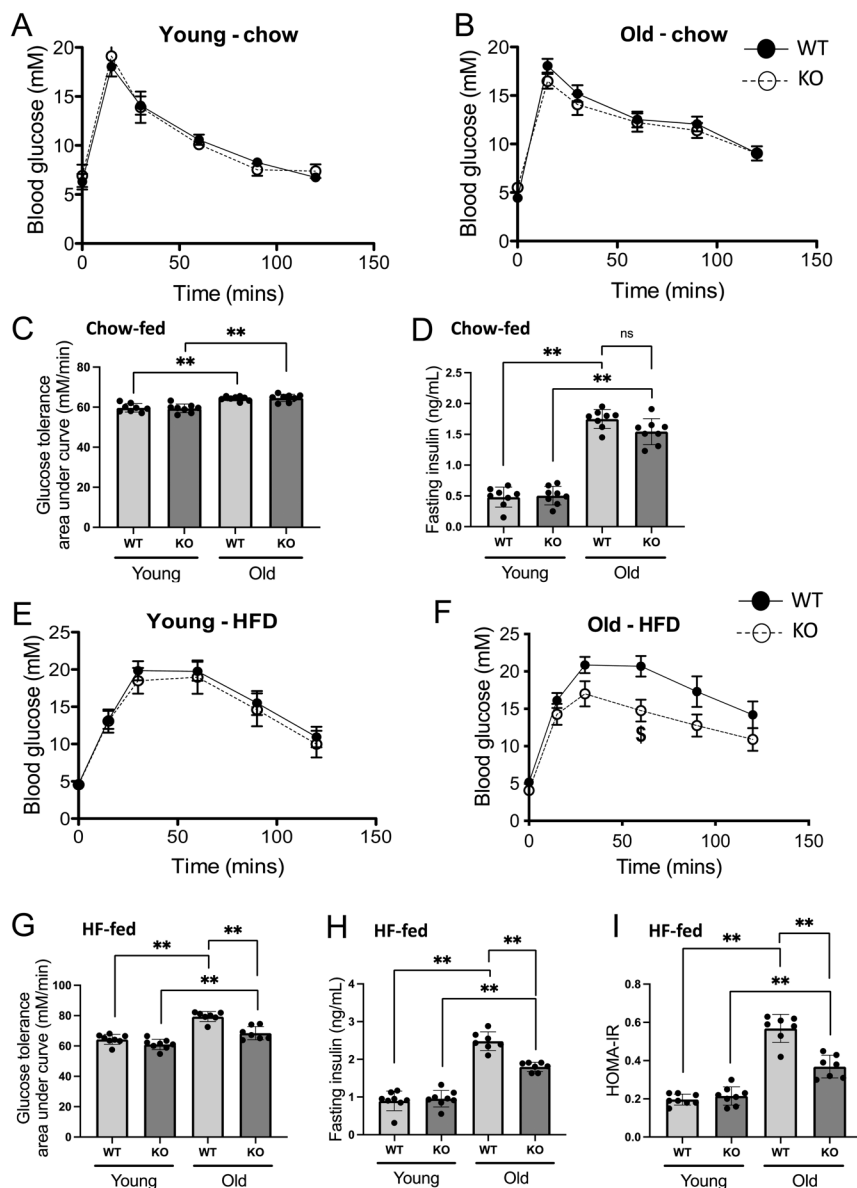 A
Young - chow
20
15
10
5
0
Blood glucose (mM)
0 50 100 150
Time (mins)
B
Old - chow
WT
KO
20
15
10
5
0
Blood glucose (mM)
0 50 100 150
Time (mins)
C
Chow-fed
**
**
80
60
40
20
0
Glucose tolerance
area under curve (mM/min)
WT KO WT KO
Young Old
D
Chow-fed
ns
**
**
2.5
2.0
1.5
1.0
0.5
0.0
Fasting insulin (ng/mL)
WT KO WT KO
Young Old
E
Young - HFD
25
20
15
10
5
0
Blood glucose (mM)
0 50 100 150
Time (mins)
WT
KO
F
Old - HFD
25
20
15
10
5
0
Blood glucose (mM)
$
0 50 100 150
Time (mins)
G
HF-fed
**
**
**
100
80
60
40
20
0
Glucose tolerance
area under curve (mM/min)
WT KO WT KO
Young Old
H
HF-fed
**
**
**
4
3
2
1
0
Fasting insulin (ng/mL)
WT KO WT KO
Young Old
I
HF-fed
**
**
**
0.8
0.6
0.4
0.2
0.0
HOMA-IR
WT KO WT KO
Young Old